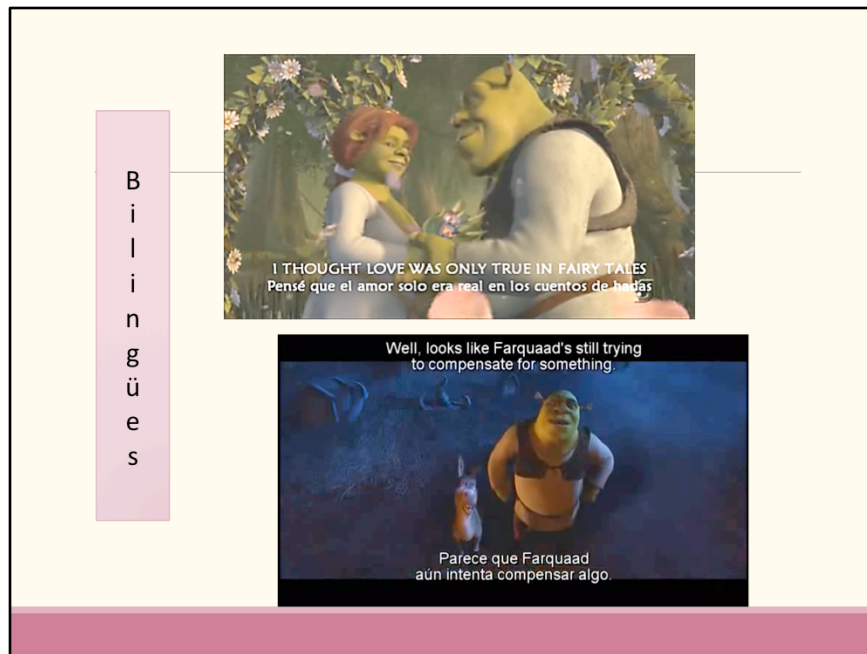 Bilingües
I THOUGHT LOVE WAS ONLY TRUE IN FAIRY TALES
Pensé que el amor solo era real en los cuentos de hadas
Well, looks like Farquaad's still trying
to compensate for something.
Parece que Farquaad
aún intenta compensar algo.